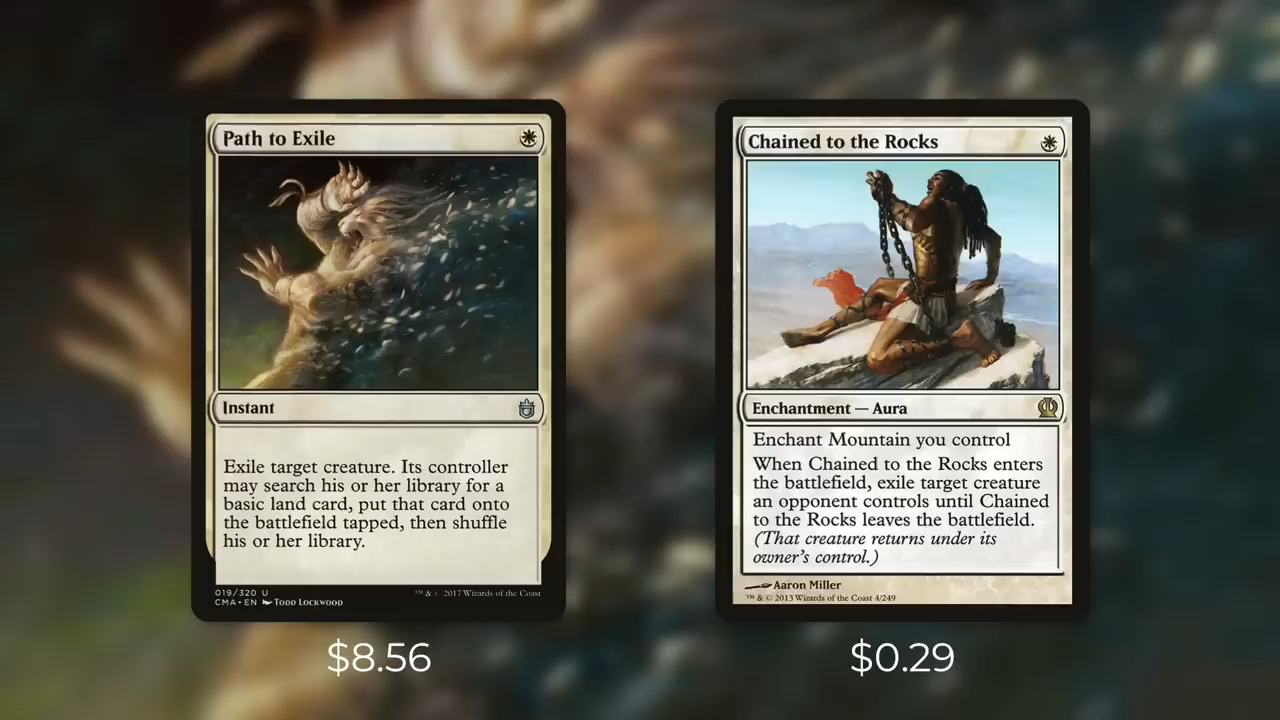 Path to Exile
Instant
Exile target creature. Its controller
may search his or her library for a
basic land card, put that card onto
the battlefield tapped, then shuffle
his or her library.
019/320 U
CMA • EN Todd Lockwood
™ & © 2017 Wizards of the Coast
$8.56
Chained to the Rocks
Enchantment — Aura
Enchant Mountain you control
When Chained to the Rocks enters
the battlefield, exile target creature
an opponent controls until Chained
to the Rocks leaves the battlefield.
(That creature returns under its
owner's control.)
Aaron Miller
™ & © 2013 Wizards of the Coast 4/249
$0.29